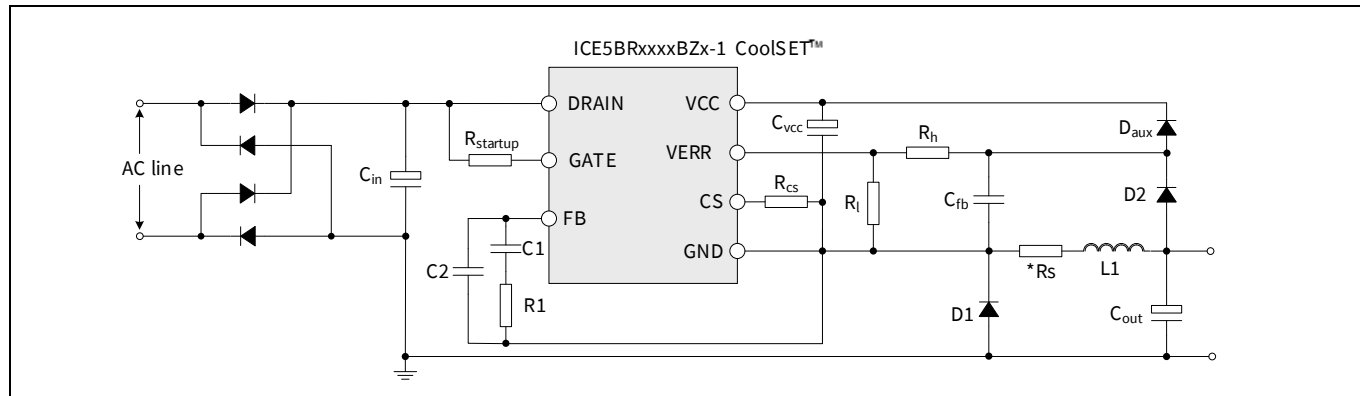 ICE5BRxxxxBZx-1 CoolSET™
DRAIN
VCC
Cvcc
Daux
Rstartup
Rh
GATE
VERR
AC line
Cin
Rcs
CS
Rl
Cfb
D2
FB
C1
GND
C2
*Rs
L1
R1
D1
Cout